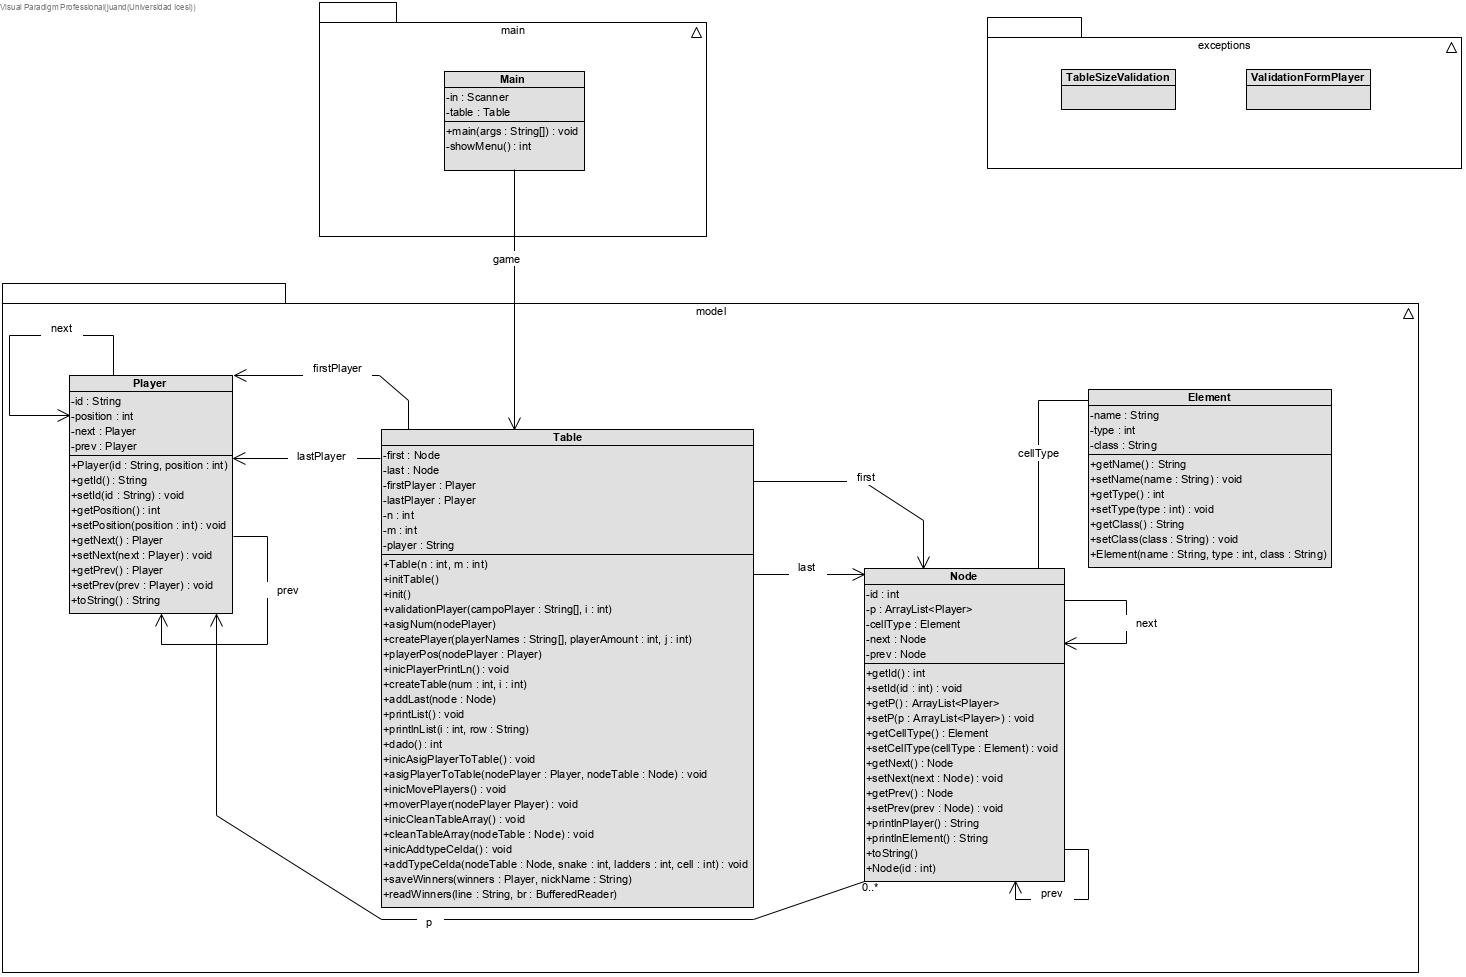 Visual Paradigm Professional(juand(Universidad Icesi))
main
Main
-in : Scanner
-table : Table
+main(args : String[]) : void
-showMenu() : int
exceptions
TableSizeValidation
ValidationFormPlayer
game
model
next
Player
-id : String
-position : int
-next : Player
-prev : Player
+Player(id : String, position : int)
+getId() : String
+setId(id : String) : void
+getPosition() : int
+setPosition(position : int) : void
+getNext() : Player
+setNext(next : Player) : void
+getPrev() : Player
+setPrev(prev : Player) : void
+toString() : String
prev
firstPlayer
lastPlayer
Table
-first : Node
-last : Node
-firstPlayer : Player
-lastPlayer : Player
-n : int
-m : int
-player : String
+Table(n : int, m : int)
+initTable()
+init()
+validationPlayer(campoPlayer : String[], i : int)
+asigNum(nodePlayer)
+createPlayer(playerNames : String[], playerAmount : int, j : int)
+playerPos(nodePlayer : Player)
+inicPlayerPrintLn() : void
+createTable(num : int, i : int)
+addLast(node : Node)
+printList() : void
+printlnList(i : int, row : String)
+dado() : int
+inicAsigPlayerToTable() : void
+asigPlayerToTable(nodePlayer : Player, nodeTable : Node) : void
+inicMovePlayers() : void
+moverPlayer(nodePlayer Player) : void
+inicCleanTableArray() : void
+cleanTableArray(nodeTable : Node) : void
+inicAddtypeCelda() : void
+addTypeCelda(nodeTable : Node, snake : int, ladders : int, cell : int) : void
+saveWinners(winners : Player, nickName : String)
+readWinners(line : String, br : BufferedReader)
first
last
cellType
Element
-name : String
-type : int
-class : String
+getName() : String
+setName(name : String) : void
+getType() : int
+setType(type : int) : void
+getClass() : String
+setClass(class : String) : void
+Element(name : String, type : int, class : String)
Node
-id : int
-p : ArrayList<Player>
-cellType : Element
-next : Node
-prev : Node
+getId() : int
+setId(id : int) : void
+getP() : ArrayList<Player>
+setP(p : ArrayList<Player>) : void
+getCellType() : Element
+setCellType(cellType : Element) : void
+getNext() : Node
+setNext(next : Node) : void
+getPrev() : Node
+setPrev(prev : Node) : void
+printlnPlayer() : String
+printlnElement() : String
+toString()
+Node(id : int)
next
prev
0..*
p